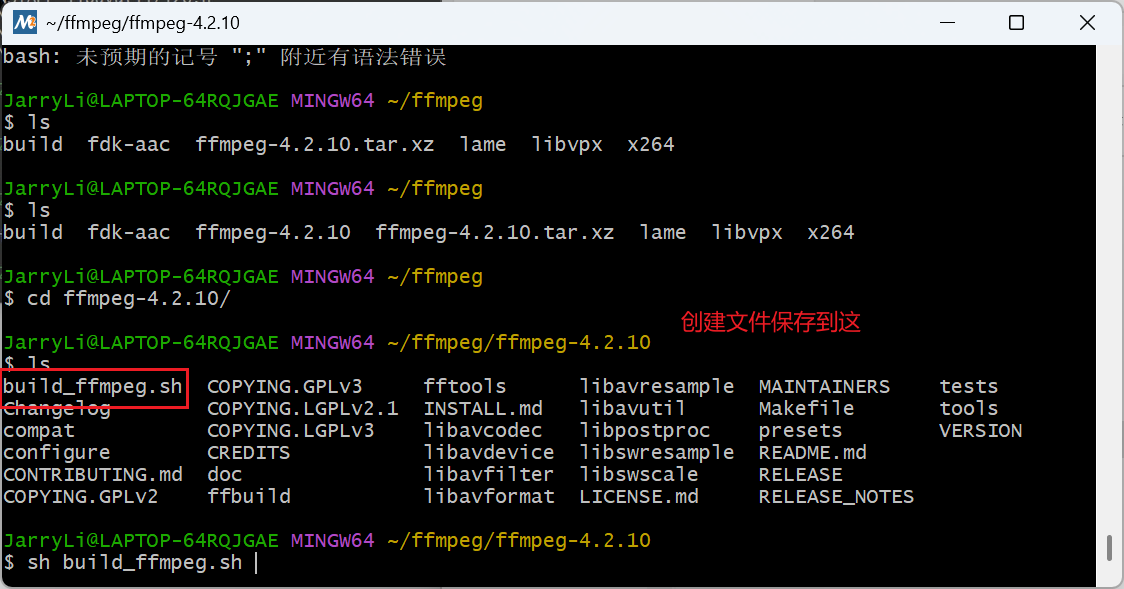 ~/ffmpeg/ffmpeg-4.2.10
bash: 未预期的记号 ";" 附近有语法错误
JarryLi@LAPTOP-64RQJGAE MINGW64 ~/ffmpeg
$ ls
build  fdk-aac  ffmpeg-4.2.10.tar.xz  lame  libvpx  x264
JarryLi@LAPTOP-64RQJGAE MINGW64 ~/ffmpeg
$ ls
build  fdk-aac  ffmpeg-4.2.10  ffmpeg-4.2.10.tar.xz  lame  libvpx  x264
JarryLi@LAPTOP-64RQJGAE MINGW64 ~/ffmpeg
$ cd ffmpeg-4.2.10/
创建文件保存到这
JarryLi@LAPTOP-64RQJGAE MINGW64 ~/ffmpeg/ffmpeg-4.2.10
$ ls
build_ffmpeg.sh  COPYING.GPLv3  fftools  libavresample  MAINTAINERS  tests
Changelog  COPYING.LGPLv2.1  INSTALL.md  libavutil  Makefile  tools
compat  COPYING.LGPLv3  libavcodec  libpostproc  presets  VERSION
configure  CREDITS  libavdevice  libswresample  README.md
CONTRIBUTING.md  doc  libavfilter  libswscale  RELEASE
COPYING.GPLv2  ffbuild  libavformat  LICENSE.md  RELEASE_NOTES
JarryLi@LAPTOP-64RQJGAE MINGW64 ~/ffmpeg/ffmpeg-4.2.10
$ sh build_ffmpeg.sh